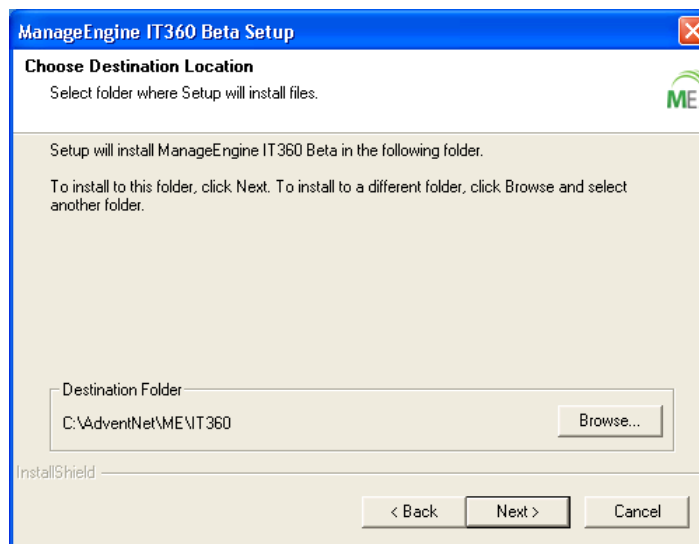 ManageEngine IT360 Beta Setup
Choose Destination Location
Select folder where Setup will install files.
ME
Setup will install ManageEngine IT360 Beta in the following folder.
To install to this folder, click Next. To install to a different folder, click Browse and select
another folder.
Destination Folder
C:\AdventNet\ME\IT360
Browse...
InstallShield
< Back
Next >
Cancel